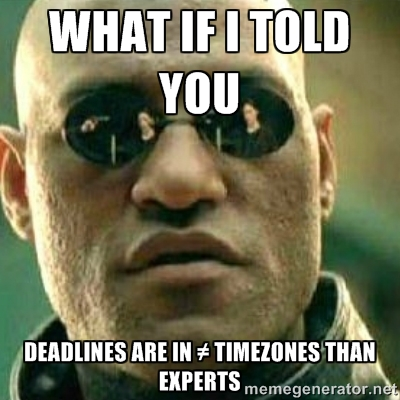 WHAT IF I TOLD
YOU
DEADLINES ARE IN ≠ TIMEZONES THAN
EXPERTS
memegenerator.net